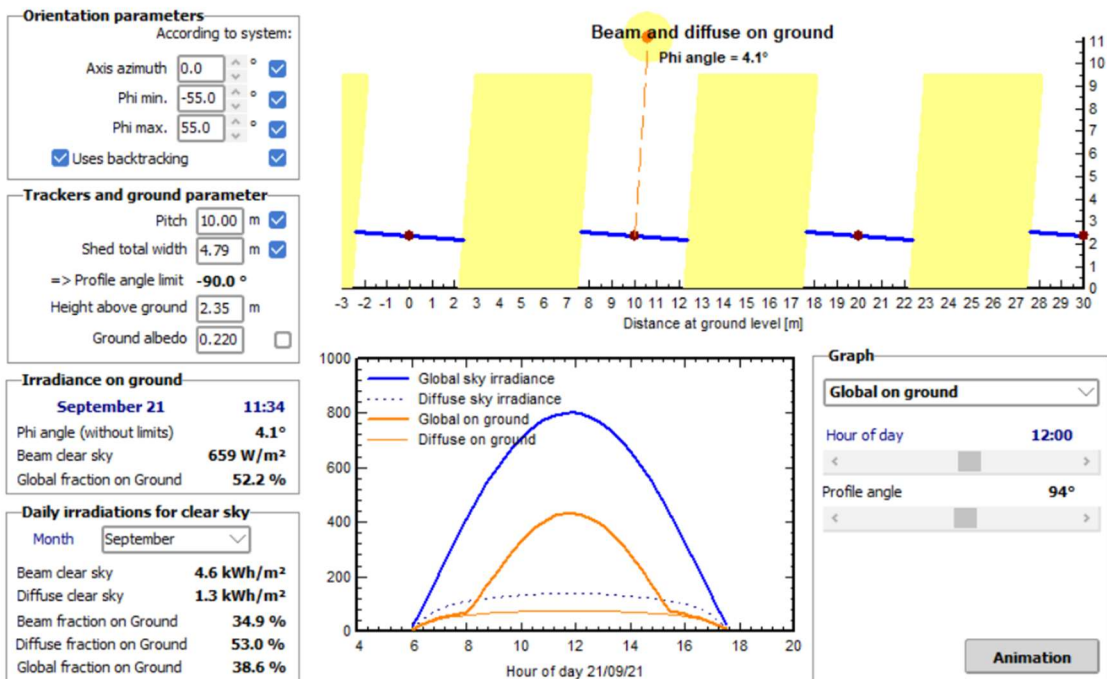 Orientation parameters
According to system:
Axis azimuth 0.0 °
Phi min. -55.0 °
Phi max. 55.0 °
Uses backtracking
Trackers and ground parameter
Pitch 10.00 m
Shed total width 4.79 m
=> Profile angle limit -90.0 °
Height above ground 2.35 m
Ground albedo 0.220
Irradiance on ground
September 21 11:34
Phi angle (without limits) 4.1°
Beam clear sky 659 W/m²
Global fraction on Ground 52.2 %
Daily irradiations for clear sky
Month September
Beam clear sky 4.6 kWh/m²
Diffuse clear sky 1.3 kWh/m²
Beam fraction on Ground 34.9 %
Diffuse fraction on Ground 53.0 %
Global fraction on Ground 38.6 %
Beam and diffuse on ground
Phi angle = 4.1°
11
10
9
8
7
6
5
4
3
2
1
0
-3 -2 -1 0 1 2 3 4 5 6 7 8 9 10 11 12 13 14 15 16 17 18 19 20 21 22 23 24 25 26 27 28 29 30
Distance at ground level [m]
1000
800
600
400
200
0
Global sky irradiance
Diffuse sky irradiance
Global on ground
Diffuse on ground
4 6 8 10 12 14 16 18 20
Hour of day 21/09/21
Graph
Global on ground
Hour of day 12:00
Profile angle 94°
Animation